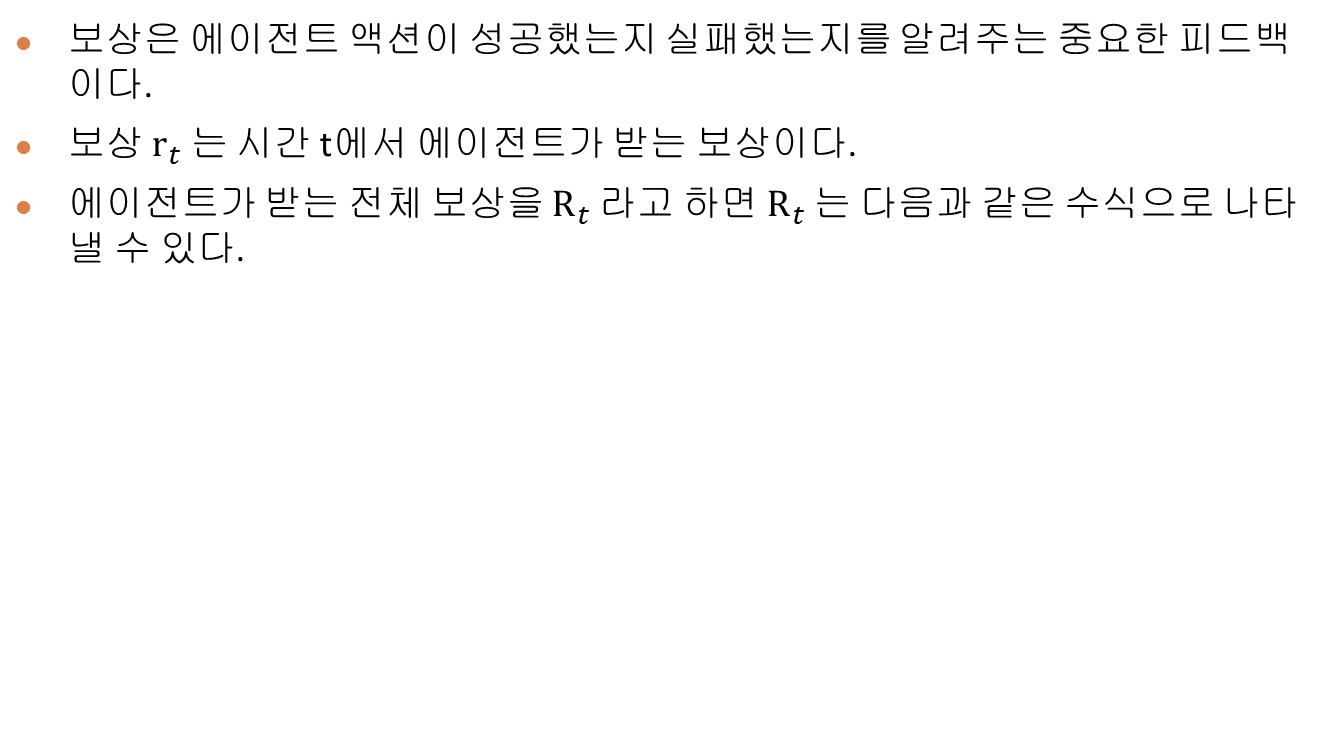 • 보상은 에이전트 액션이 성공했는지 실패했는지를 알려주는 중요한 피드백
이다.
• 보상 rₜ 는 시간 t에서 에이전트가 받는 보상이다.
• 에이전트가 받는 전체 보상을 Rₜ 라고 하면 Rₜ 는 다음과 같은 수식으로 나타
낼 수 있다.